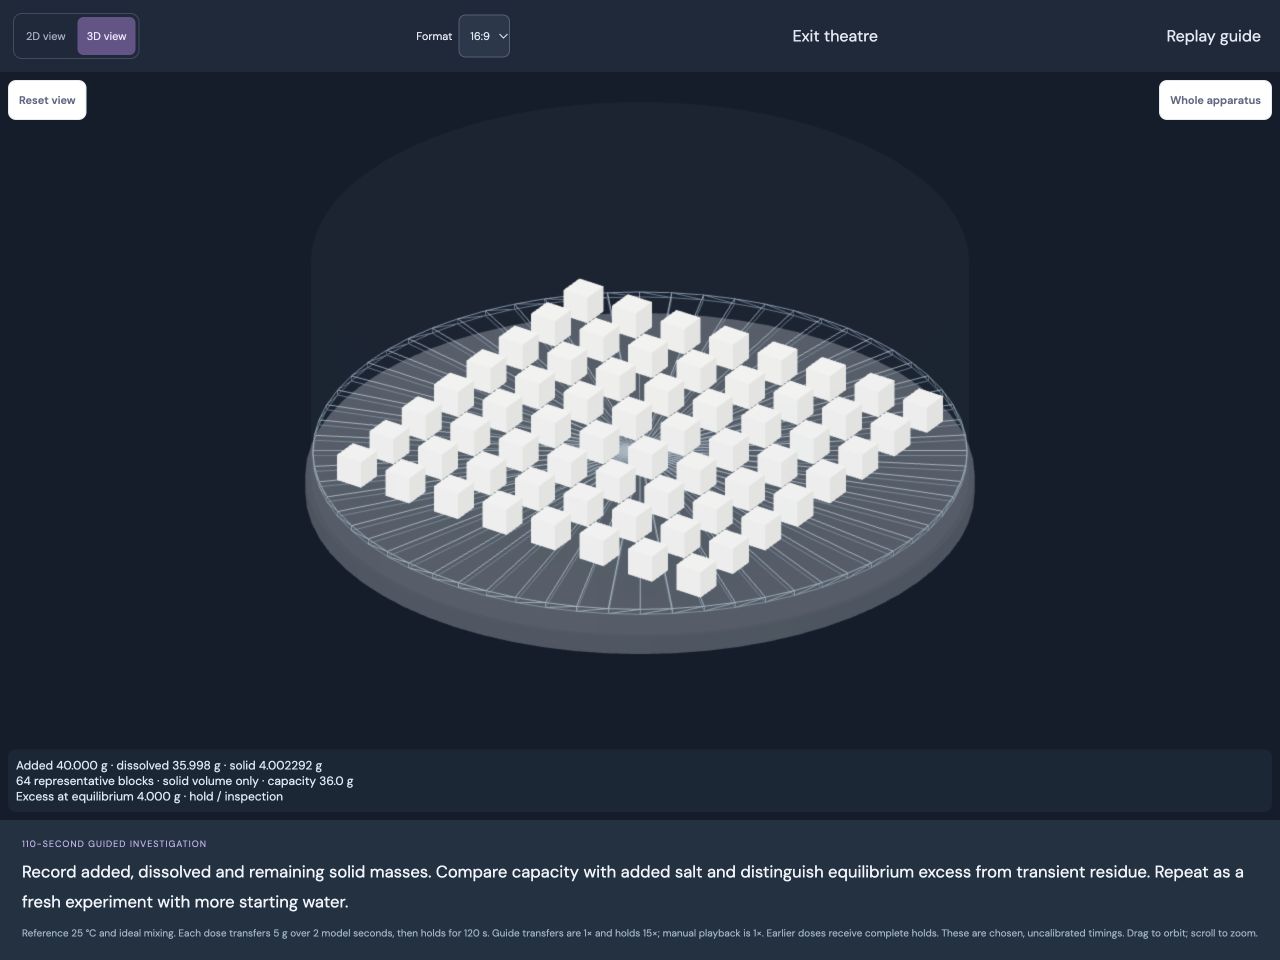 2D view
3D view
Format
16:9
Exit theatre
Replay guide
Reset view
Whole apparatus
Added 40.000 g · dissolved 35.998 g · solid 4.002292 g
64 representative blocks · solid volume only · capacity 36.0 g
Excess at equilibrium 4.000 g · hold / inspection
110-SECOND GUIDED INVESTIGATION
Record added, dissolved and remaining solid masses. Compare capacity with added salt and distinguish equilibrium excess from transient residue. Repeat as a
fresh experiment with more starting water.
Reference 25 °C and ideal mixing. Each dose transfers 5 g over 2 model seconds, then holds for 120 s. Guide transfers are 1× and holds 15×; manual playback is 1×. Earlier doses receive complete holds. These are chosen, uncalibrated timings. Drag to orbit; scroll to zoom.